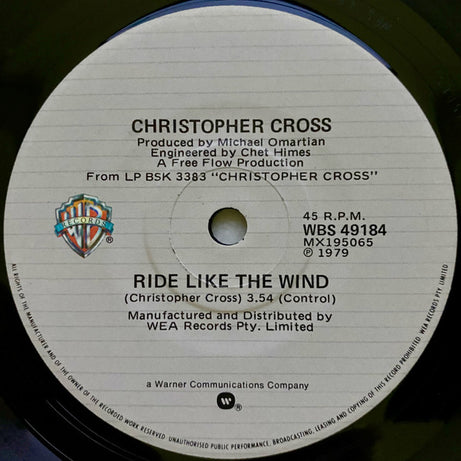 CHRISTOPHER CROSS
Produced by Michael Omartian
Engineered by Chet Himes
A Free Flow Production
From LP BSK 3383 "CHRISTOPHER CROSS"
WB
RECORDS
®
45 R.P.M.
WBS 49184
MX195065
℗ 1979
RIDE LIKE THE WIND
(Christopher Cross) 3.54 (Control)
Manufactured and Distributed by
WEA Records Pty. Limited
a Warner Communications Company
®
ALL RIGHTS OF THE MANUFACTURER AND OF THE OWNER OF THE RECORDED WORK RESERVED. UNAUTHORISED PUBLIC PERFORMANCE, BROADCASTING, LEASING AND COPYING OF THIS RECORD PROHIBITED. WEA RECORDS PTY. LIMITED